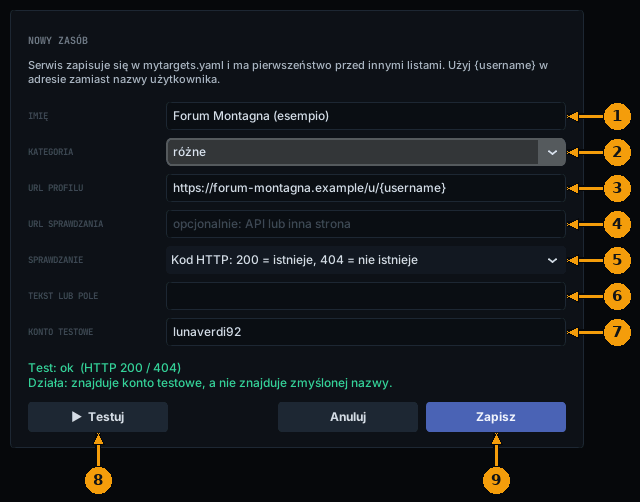 NOWY ZASÓB
Serwis zapisuje się w mytargets.yaml i ma pierwszeństwo przed innymi listami. Użyj {username} w
adresie zamiast nazwy użytkownika.
IMIĘ
Forum Montagna (esempio)
1
KATEGORIA
różne
2
URL PROFILU
https://forum-montagna.example/u/{username}
3
URL SPRAWDZANIA
opcjonalnie: API lub inna strona
4
SPRAWDZANIE
Kod HTTP: 200 = istnieje, 404 = nie istnieje
5
TEKST LUB POLE
6
KONTO TESTOWE
lunaverdi92
7
Test: ok (HTTP 200 / 404)
Działa: znajduje konto testowe, a nie znajduje zmyślonej nazwy.
▶ Testuj
Anuluj
Zapisz
8
9